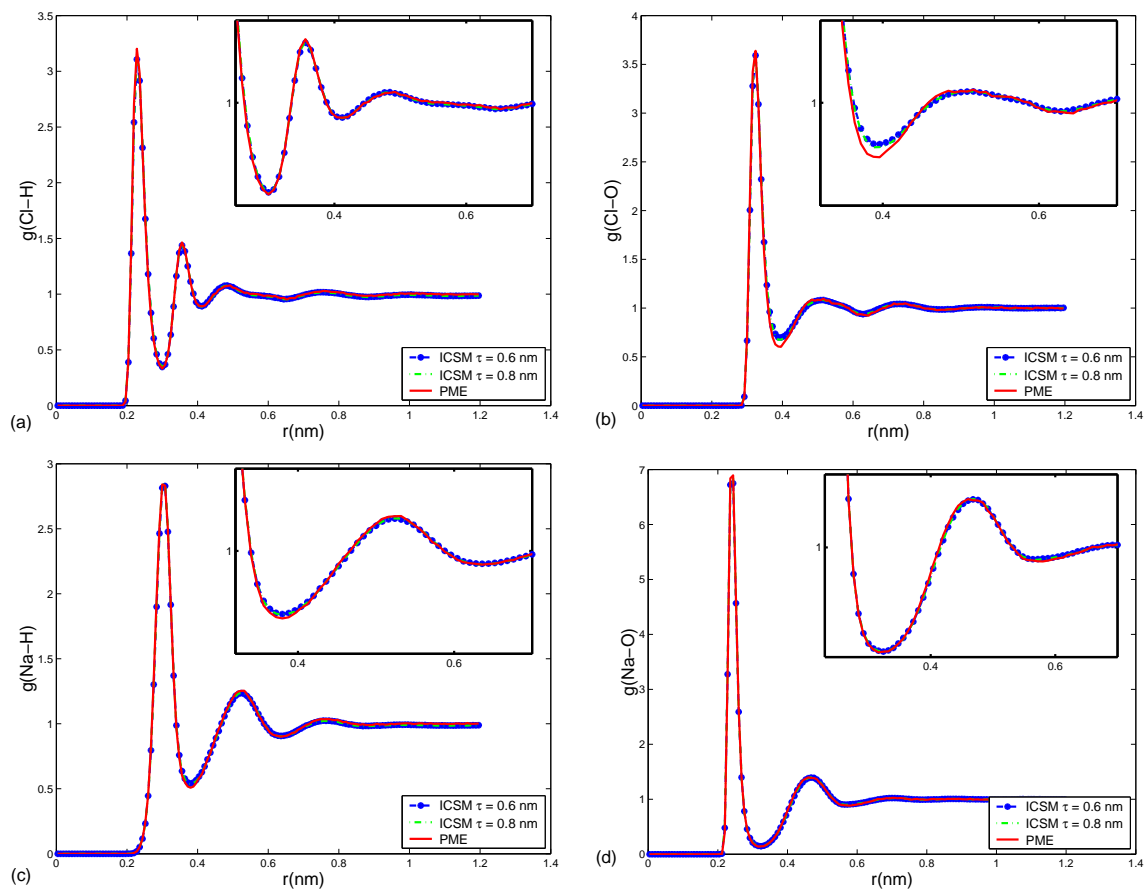 (a)
g(Cl−H)
3.5
3
2.5
2
1.5
1
0.5
0
0 0.2 0.4 0.6 0.8 1 1.2 1.4
r(nm)
1
0.4 0.6
ICSM τ = 0.6 nm
ICSM τ = 0.8 nm
PME
(b)
g(Cl−O)
4
3.5
3
2.5
2
1.5
1
0.5
0
0 0.2 0.4 0.6 0.8 1 1.2 1.4
r(nm)
1
0.4 0.6
ICSM τ = 0.6 nm
ICSM τ = 0.8 nm
PME
(c)
g(Na−H)
3
2.5
2
1.5
1
0.5
0
0 0.2 0.4 0.6 0.8 1 1.2 1.4
r(nm)
1
0.4 0.6
ICSM τ = 0.6 nm
ICSM τ = 0.8 nm
PME
(d)
g(Na−O)
7
6
5
4
3
2
1
0
0 0.2 0.4 0.6 0.8 1 1.2 1.4
r(nm)
1
0.4 0.6
ICSM τ = 0.6 nm
ICSM τ = 0.8 nm
PME